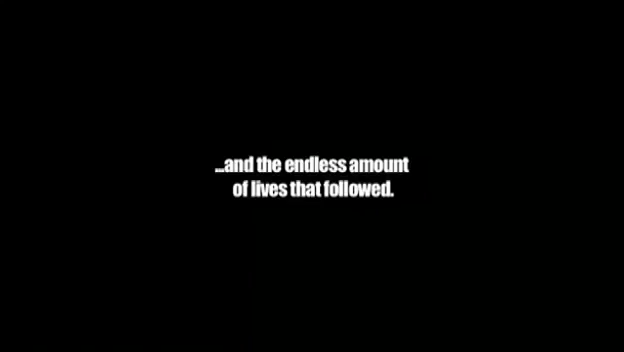 ...and the endless amount
of lives that followed.